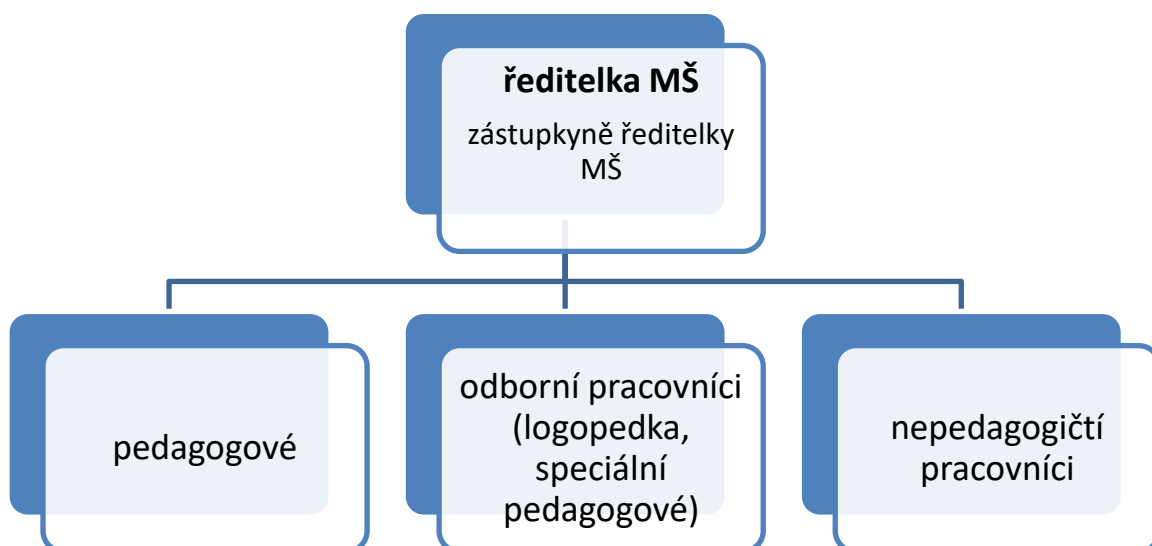 ředitelka MŠ
zástupkyně ředitelky
MŠ
pedagogové
odborní pracovníci
(logopedka,
speciální
pedagogové)
nepedagogičtí
pracovníci